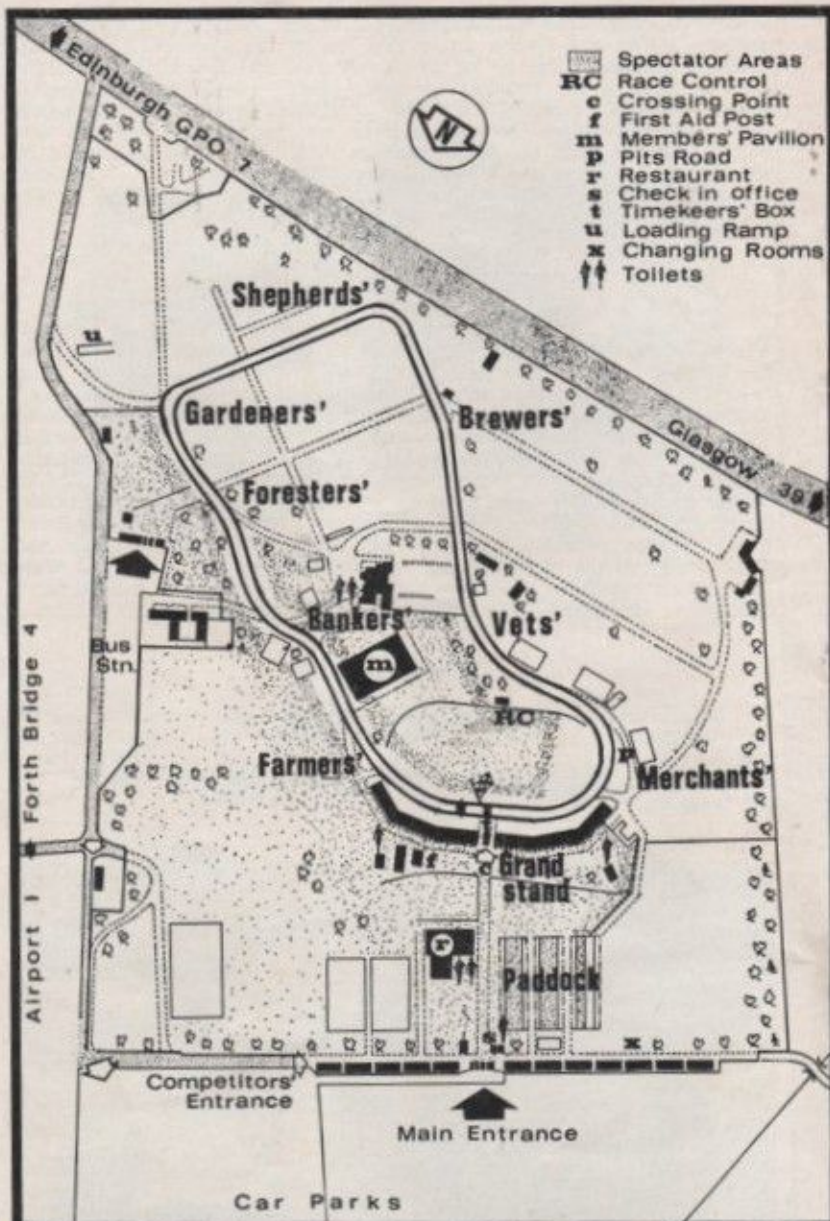 Edinburgh GPO 7
Spectator Areas
RC Race Control
c Crossing Point
f First Aid Post
m Members' Pavilion
p Pits Road
r Restaurant
s Check in office
t Timekeers' Box
u Loading Ramp
x Changing Rooms
Toilets
N
Shepherds'
u
Gardeners'
Brewers'
Glasgow 39
Foresters'
Bankers'
Vets'
Bus
Stn.
m
RC
Airport 1 Forth Bridge 4
Farmers'
P
Merchants'
f
c
Grand
stand
r
Paddock
x
Competitors'
Entrance
Main Entrance
Car Parks